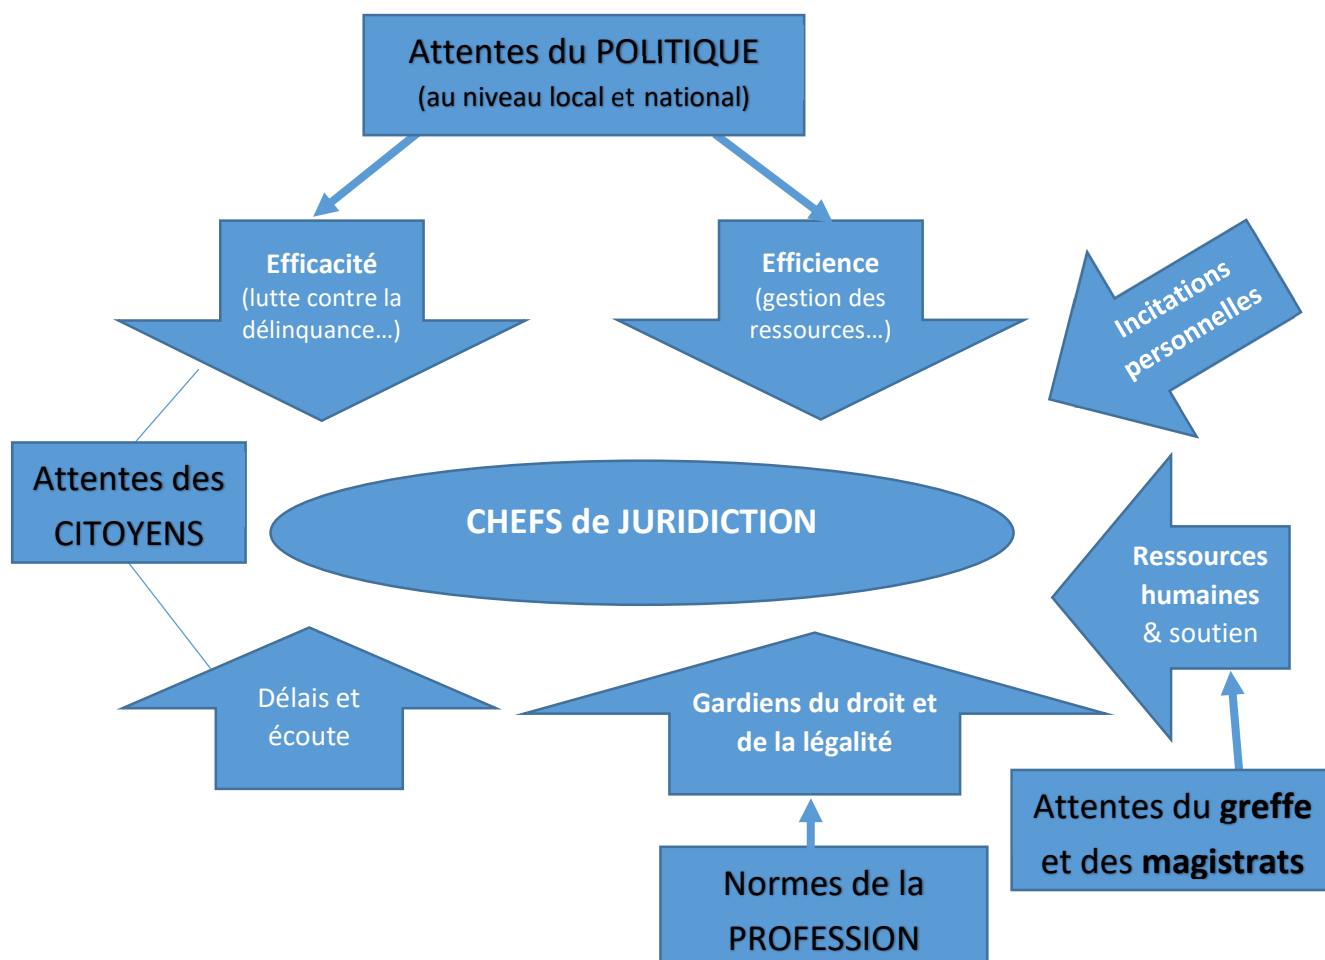 Attentes du POLITIQUE
(au niveau local et national)
Efficacité
(lutte contre la
délinquance…)
Efficience
(gestion des
ressources…)
Incitations
personnelles
Attentes des
CITOYENS
CHEFS de JURIDICTION
Ressources
humaines
& soutien
Délais et
écoute
Gardiens du droit et
de la légalité
Attentes du greffe
et des magistrats
Normes de la
PROFESSION